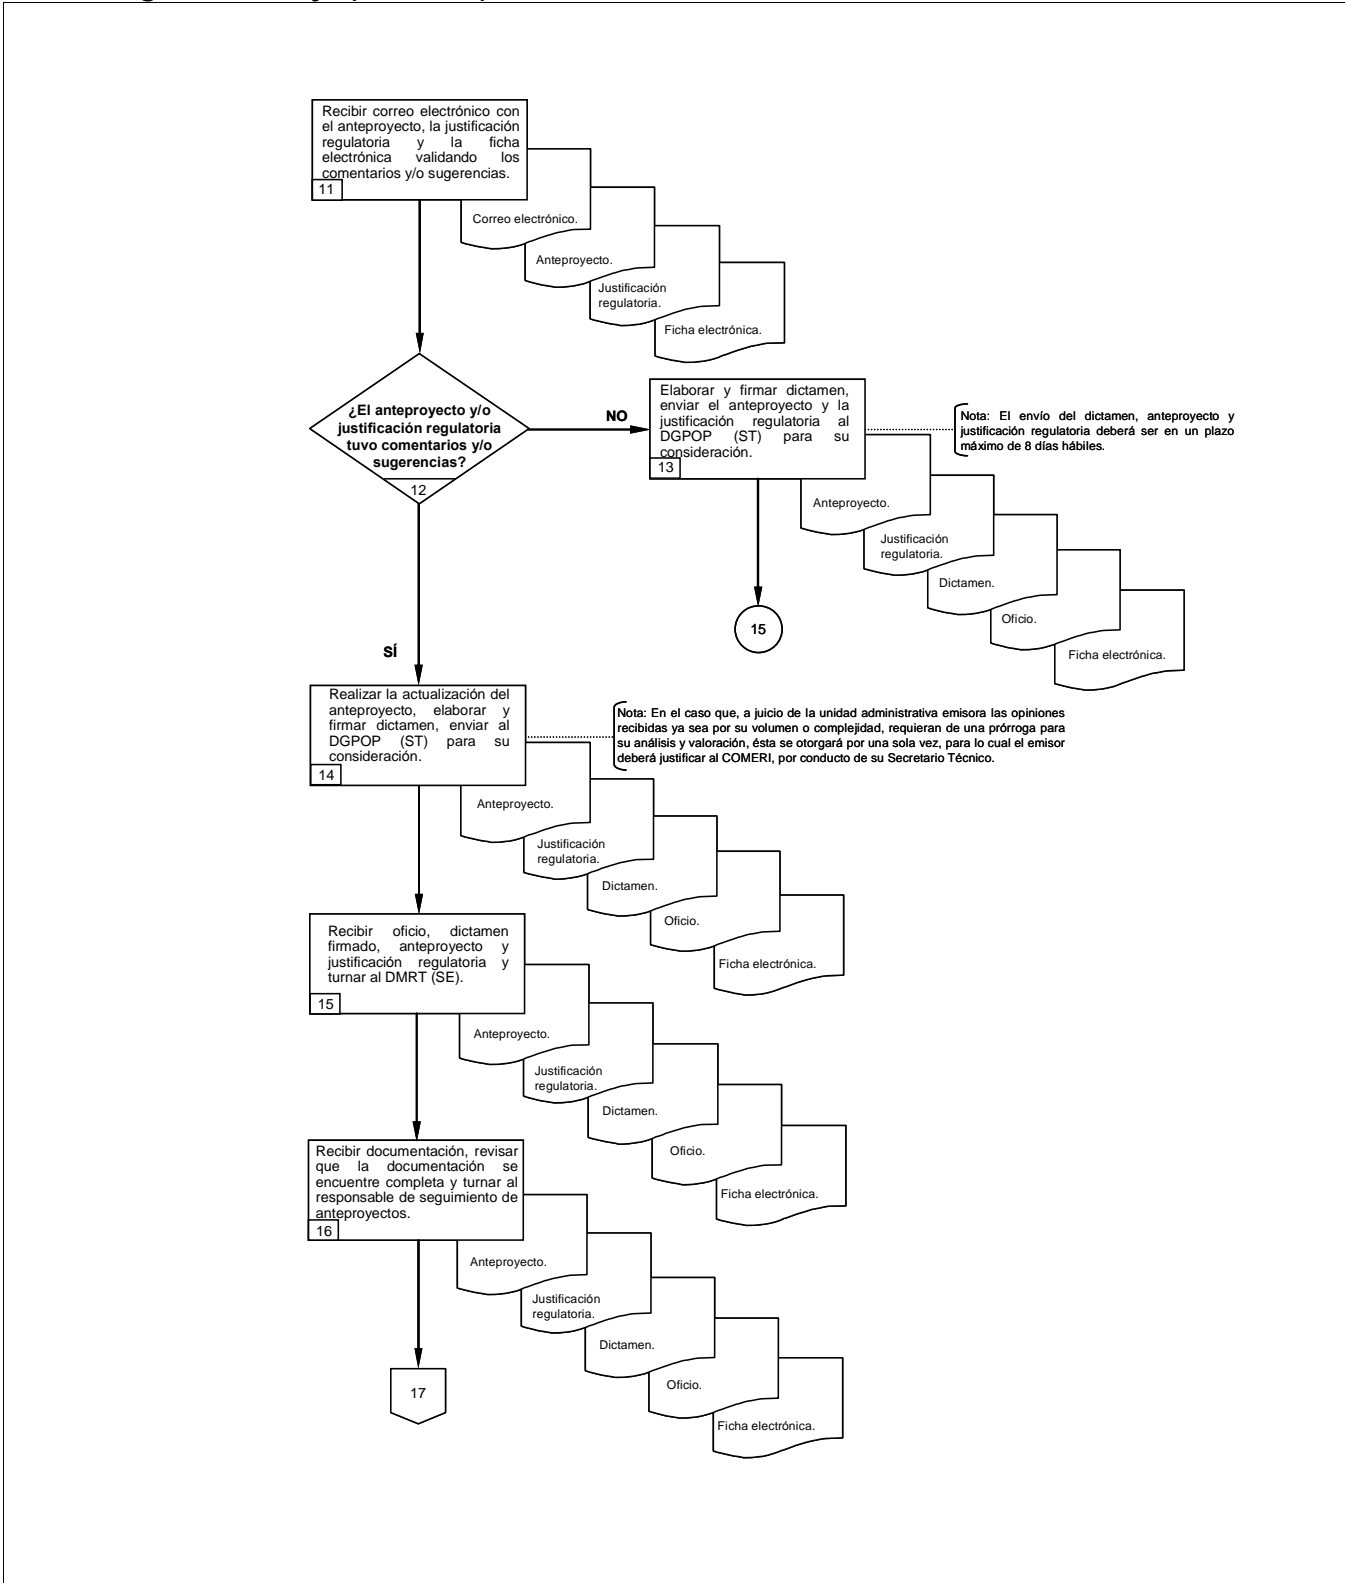 Recibir correo electrónico con
el anteproyecto, la justificación
regulatoria y la ficha
electrónica validando los
comentarios y/o sugerencias.
11
Correo electrónico.
Anteproyecto.
Justificación
regulatoria.
Ficha electrónica.
¿El anteproyecto y/o
justificación regulatoria
tuvo comentarios y/o
sugerencias?
12
NO
Elaborar y firmar dictamen,
enviar el anteproyecto y la
justificación regulatoria al
DGPOP (ST) para su
consideración.
13
Nota: El envío del dictamen, anteproyecto y
justificación regulatoria deberá ser en un plazo
máximo de 8 días hábiles.
Anteproyecto.
Justificación
regulatoria.
Dictamen.
Oficio.
Ficha electrónica.
15
SÍ
Realizar la actualización del
anteproyecto, elaborar y
firmar dictamen, enviar al
DGPOP (ST) para su
consideración.
14
Nota: En el caso que, a juicio de la unidad administrativa emisora las opiniones
recibidas ya sea por su volumen o complejidad, requieran de una prórroga para
su análisis y valoración, ésta se otorgará por una sola vez, para lo cual el emisor
deberá justificar al COMERI, por conducto de su Secretario Técnico.
Anteproyecto.
Justificación
regulatoria.
Dictamen.
Oficio.
Ficha electrónica.
Recibir oficio, dictamen
firmado, anteproyecto y
justificación regulatoria y
turnar al DMRT (SE).
15
Anteproyecto.
Justificación
regulatoria.
Dictamen.
Oficio.
Ficha electrónica.
Recibir documentación, revisar
que la documentación se
encuentre completa y turnar al
responsable de seguimiento de
anteproyectos.
16
Anteproyecto.
Justificación
regulatoria.
Dictamen.
Oficio.
Ficha electrónica.
17